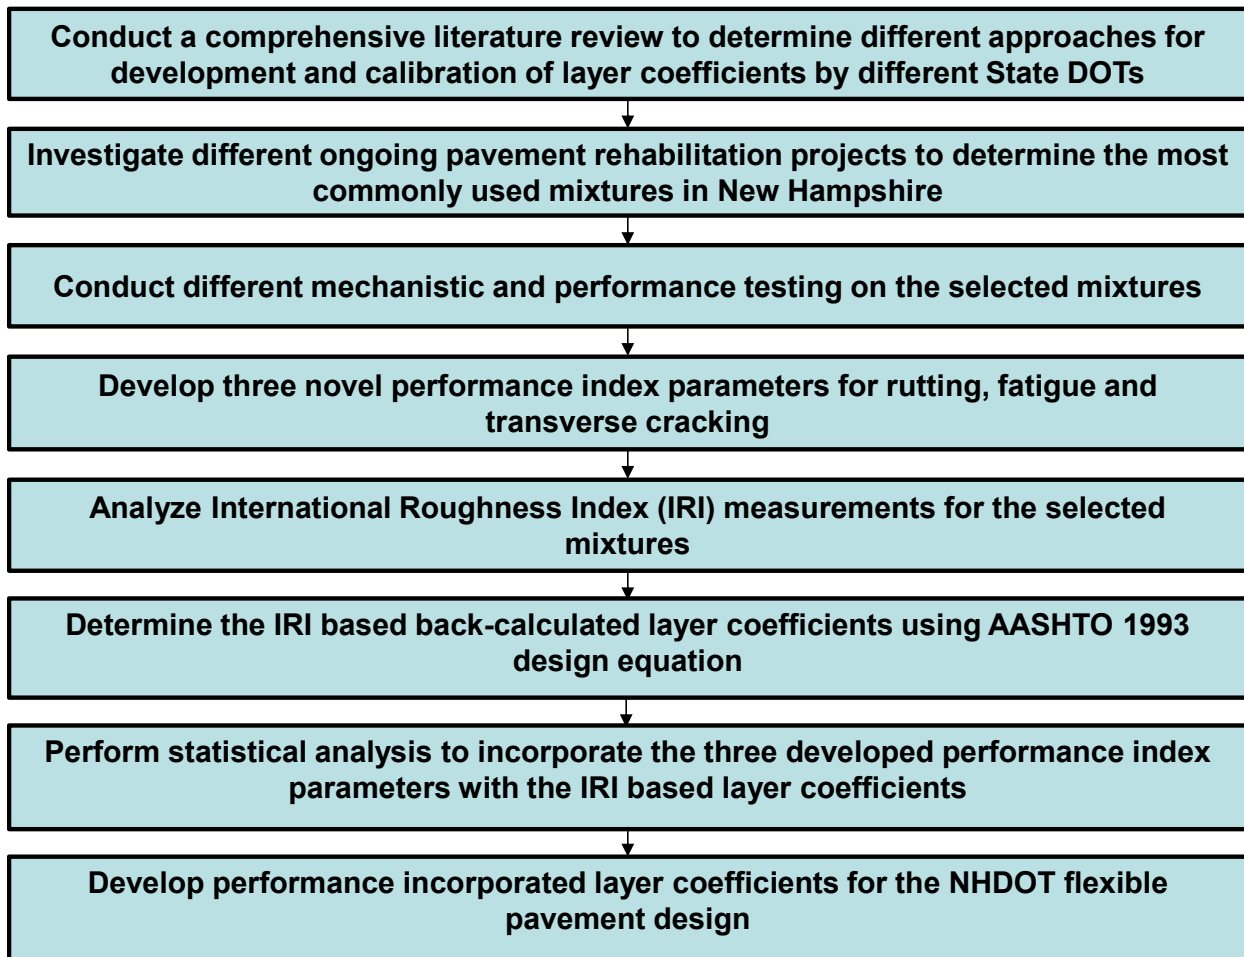 Conduct a comprehensive literature review to determine different approaches for
development and calibration of layer coefficients by different State DOTs
Investigate different ongoing pavement rehabilitation projects to determine the most
commonly used mixtures in New Hampshire
Conduct different mechanistic and performance testing on the selected mixtures
Develop three novel performance index parameters for rutting, fatigue and
transverse cracking
Analyze International Roughness Index (IRI) measurements for the selected
mixtures
Determine the IRI based back-calculated layer coefficients using AASHTO 1993
design equation
Perform statistical analysis to incorporate the three developed performance index
parameters with the IRI based layer coefficients
Develop performance incorporated layer coefficients for the NHDOT flexible
pavement design